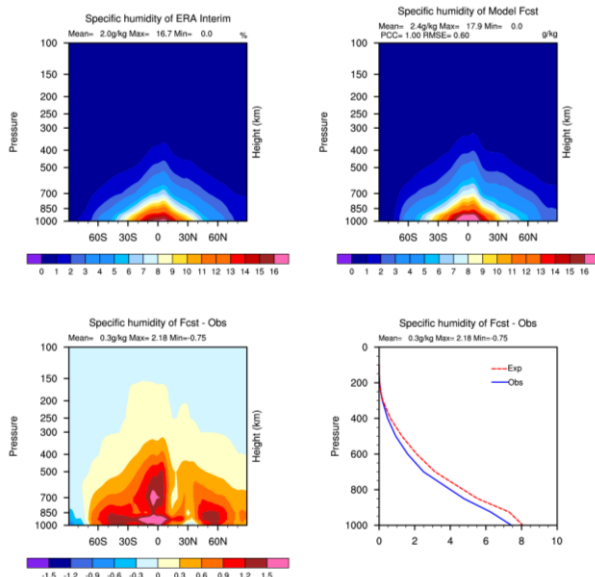 Specific humidity of ERA Interim
Mean= 2.0g/kg Max= 16.7 Min= 0.0 %
100
150
200
250
300
400
500
700
850
1000
Pressure
Height (km)
60S 30S 0 30N 60N
0 1 2 3 4 5 6 7 8 9 10 11 12 13 14 15 16
Specific humidity of Model Fcst
Mean= 2.4g/kg Max= 17.9 Min= 0.0
PCC= 1.00 RMSE= 0.60 g/kg
100
150
200
250
300
400
500
700
850
1000
Pressure
Height (km)
60S 30S 0 30N 60N
0 1 2 3 4 5 6 7 8 9 10 11 12 13 14 15 16
Specific humidity of Fcst - Obs
Mean= 0.3g/kg Max= 2.18 Min=-0.75
100
150
200
250
300
400
500
700
850
1000
Pressure
Height (km)
60S 30S 0 30N 60N
-1.5 -1.2 -0.9 -0.6 -0.3 0 0.3 0.6 0.9 1.2 1.5
Specific humidity of Fcst - Obs
Mean= 0.3g/kg Max= 2.18 Min=-0.75
0
200
400
600
800
1000
Pressure
Exp
Obs
0 2 4 6 8 10